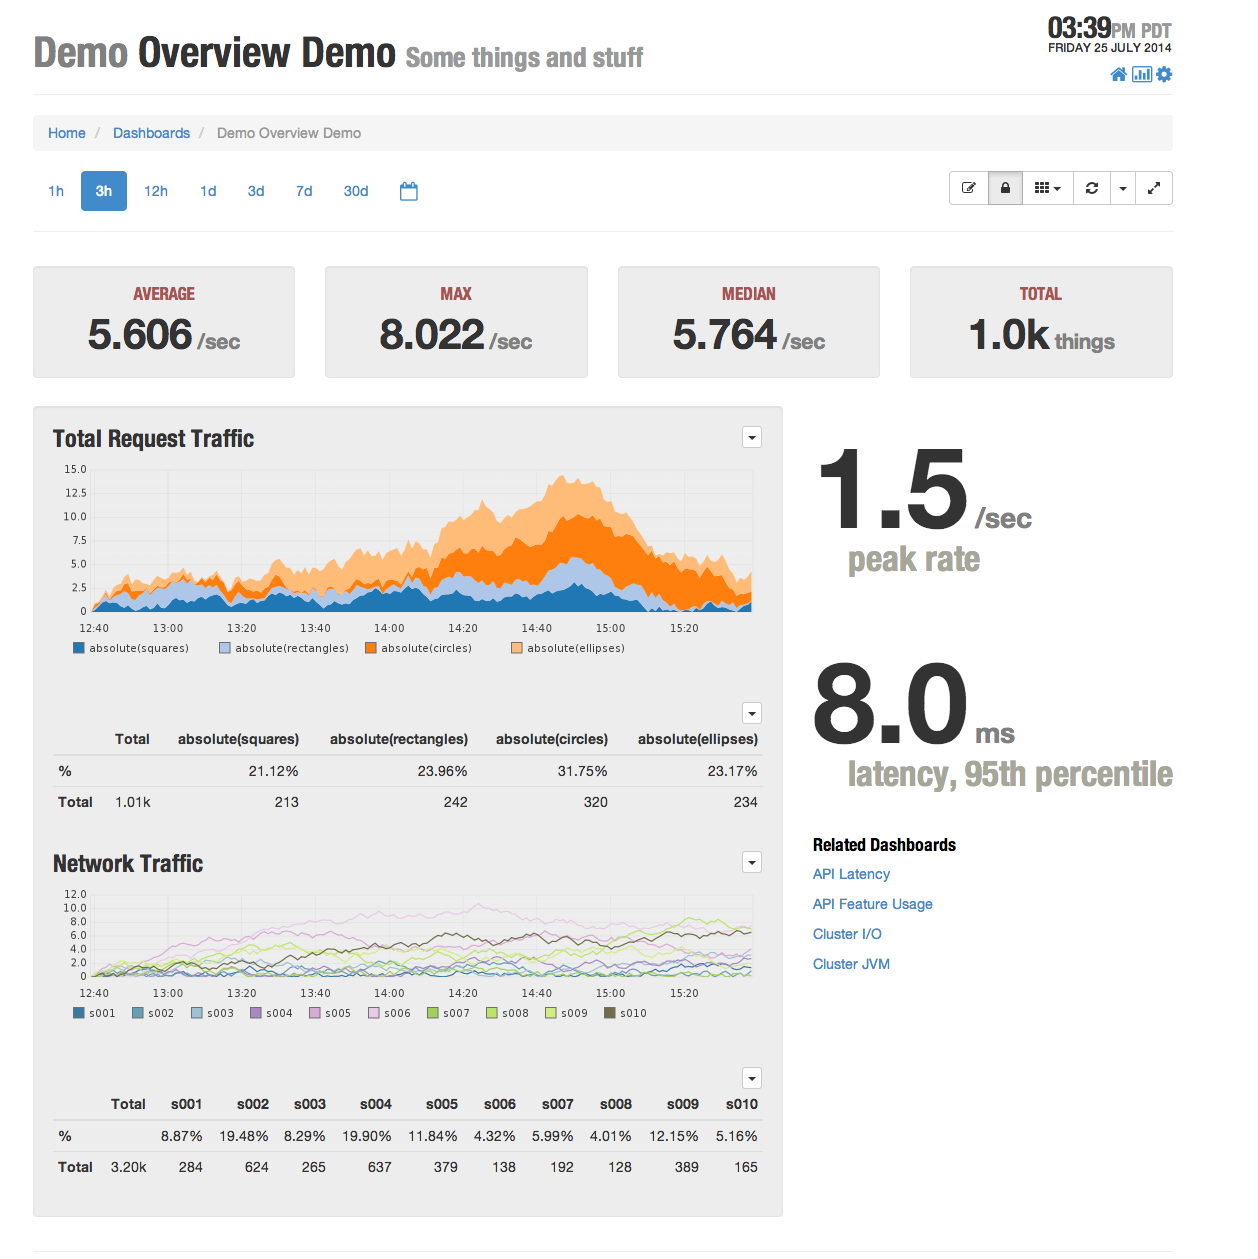 Demo Overview Demo Some things and stuff
03:39PM PDT
FRIDAY 25 JULY 2014
Home / Dashboards / Demo Overview Demo
1h 3h 12h 1d 3d 7d 30d
AVERAGE
5.606 /sec
MAX
8.022 /sec
MEDIAN
5.764 /sec
TOTAL
1.0k things
Total Request Traffic
15.0
12.5
10.0
7.5
5.0
2.5
0
12:40 13:00 13:20 13:40 14:00 14:20 14:40 15:00 15:20
absolute(squares) absolute(rectangles) absolute(circles) absolute(ellipses)
Total absolute(squares) absolute(rectangles) absolute(circles) absolute(ellipses)
% 21.12% 23.96% 31.75% 23.17%
Total 1.01k 213 242 320 234
Network Traffic
12.0
10.0
8.0
6.0
4.0
2.0
0
12:40 13:00 13:20 13:40 14:00 14:20 14:40 15:00 15:20
s001 s002 s003 s004 s005 s006 s007 s008 s009 s010
Total s001 s002 s003 s004 s005 s006 s007 s008 s009 s010
% 8.87% 19.48% 8.29% 19.90% 11.84% 4.32% 5.99% 4.01% 12.15% 5.16%
Total 3.20k 284 624 265 637 379 138 192 128 389 165
1.5 /sec
peak rate
8.0 ms
latency, 95th percentile
Related Dashboards
API Latency
API Feature Usage
Cluster I/O
Cluster JVM